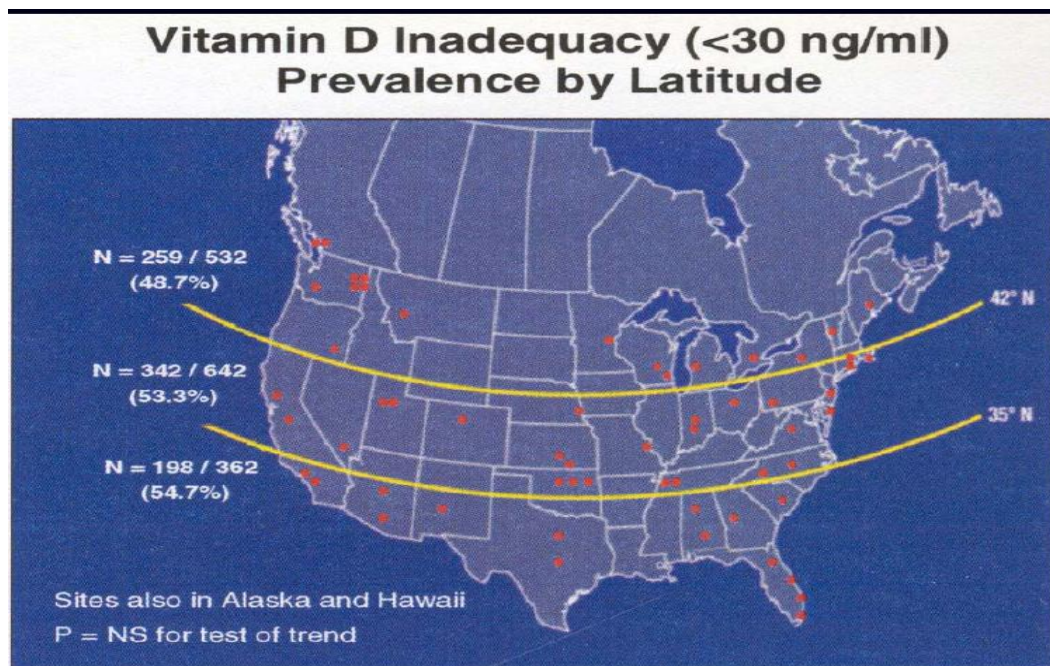 Vitamin D Inadequacy (<30 ng/ml)
Prevalence by Latitude
N = 259 / 532
(48.7%)
42° N
N = 342 / 642
(53.3%)
35° N
N = 198 / 362
(54.7%)
Sites also in Alaska and Hawaii
P = NS for test of trend